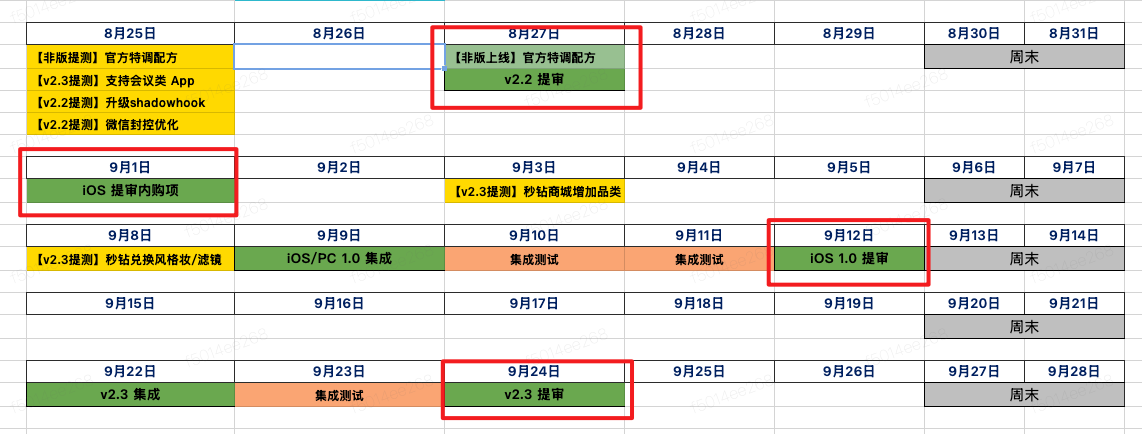 8月25日 8月26日 8月27日 8月28日 8月29日 8月30日 8月31日
【非版提测】官方特调配方 【非版上线】官方特调配方 周末
【v2.3提测】支持会议类 App v2.2 提审
【v2.2提测】升级shadowhook
【v2.2提测】微信封控优化
9月1日 9月2日 9月3日 9月4日 9月5日 9月6日 9月7日
iOS 提审内购项 【v2.3提测】秒钻商城增加品类 周末
9月8日 9月9日 9月10日 9月11日 9月12日 9月13日 9月14日
【v2.3提测】秒钻兑换风格妆/滤镜 iOS/PC 1.0 集成 集成测试 集成测试 iOS 1.0 提审 周末
9月15日 9月16日 9月17日 9月18日 9月19日 9月20日 9月21日
周末
9月22日 9月23日 9月24日 9月25日 9月26日 9月27日 9月28日
v2.3 集成 集成测试 v2.3 提审 周末